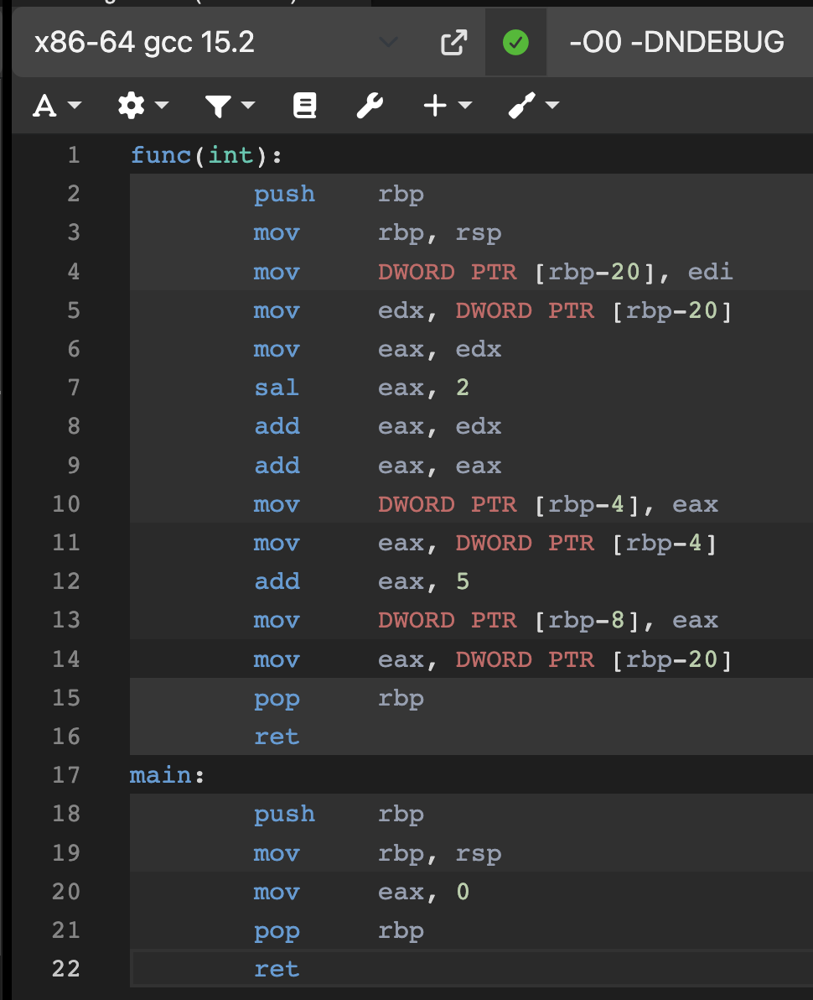 x86-64 gcc 15.2 -O0 -DNDEBUG
A
1 func(int):
2 push rbp
3 mov rbp, rsp
4 mov DWORD PTR [rbp-20], edi
5 mov edx, DWORD PTR [rbp-20]
6 mov eax, edx
7 sal eax, 2
8 add eax, edx
9 add eax, eax
10 mov DWORD PTR [rbp-4], eax
11 mov eax, DWORD PTR [rbp-4]
12 add eax, 5
13 mov DWORD PTR [rbp-8], eax
14 mov eax, DWORD PTR [rbp-20]
15 pop rbp
16 ret
17 main:
18 push rbp
19 mov rbp, rsp
20 mov eax, 0
21 pop rbp
22 ret